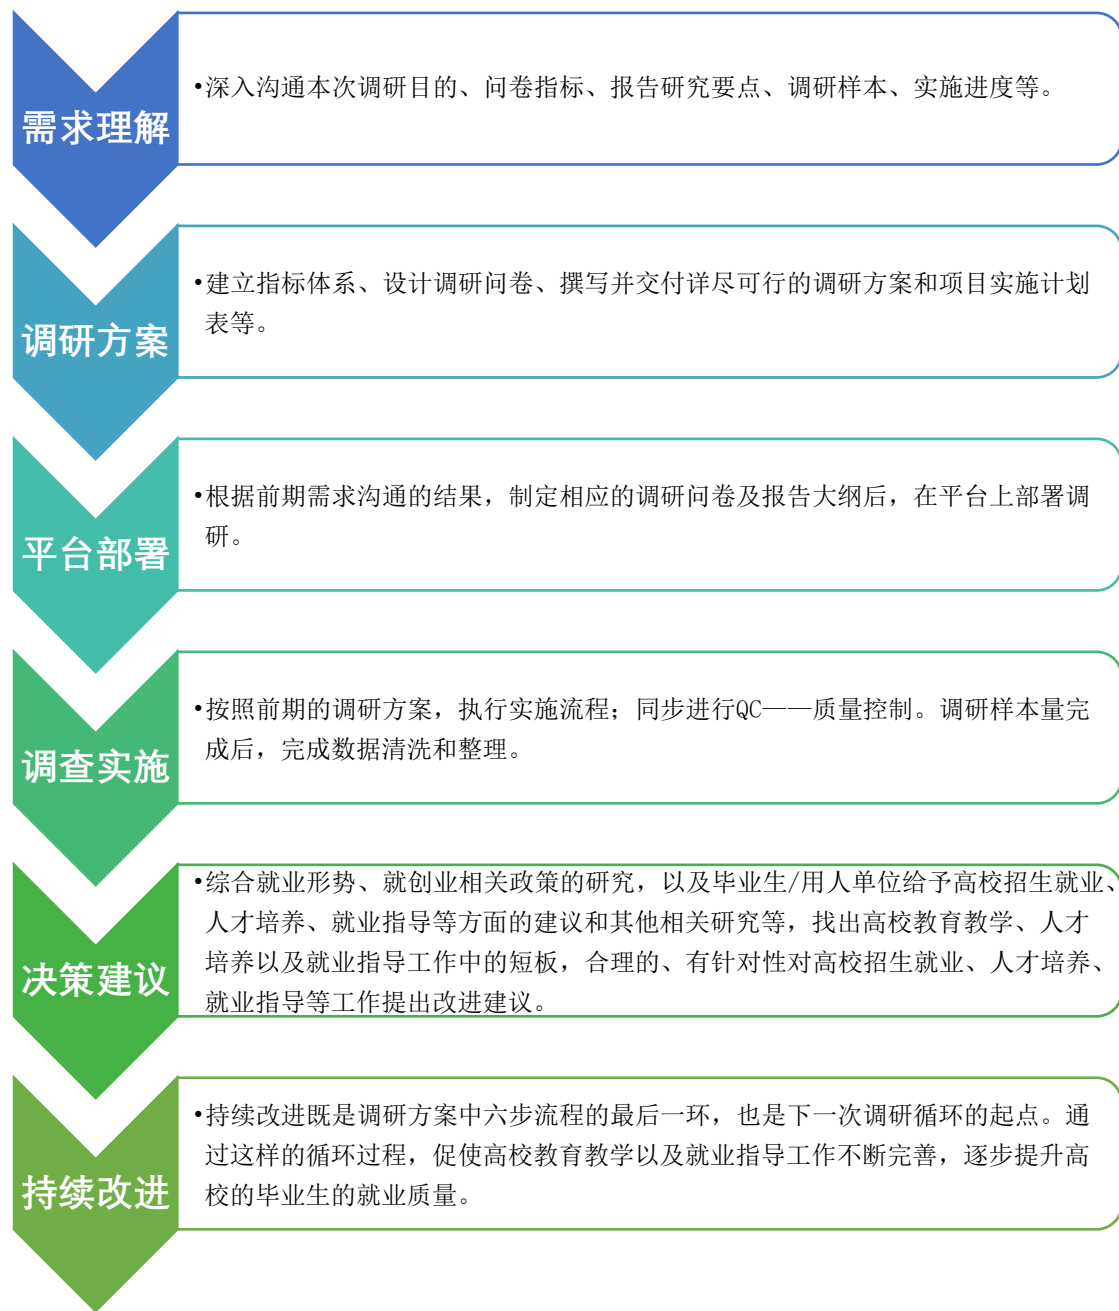 需求理解
•深入沟通本次调研目的、问卷指标、报告研究要点、调研样本、实施进度等。
调研方案
•建立指标体系、设计调研问卷、撰写并交付详尽可行的调研方案和项目实施计划
表等。
平台部署
•根据前期需求沟通的结果，制定相应的调研问卷及报告大纲后，在平台上部署调
研。
调查实施
•按照前期的调研方案，执行实施流程；同步进行QC——质量控制。调研样本量完
成后，完成数据清洗和整理。
决策建议
•综合就业形势、就创业相关政策的研究，以及毕业生/用人单位给予高校招生就业、
人才培养、就业指导等方面的建议和其他相关研究等，找出高校教育教学、人才
培养以及就业指导工作中的短板，合理的、有针对性对高校招生就业、人才培养、
就业指导等工作提出改进建议。
持续改进
•持续改进既是调研方案中六步流程的最后一环，也是下一次调研循环的起点。通
过这样的循环过程，促使高校教育教学以及就业指导工作不断完善，逐步提升高
校的毕业生的就业质量。